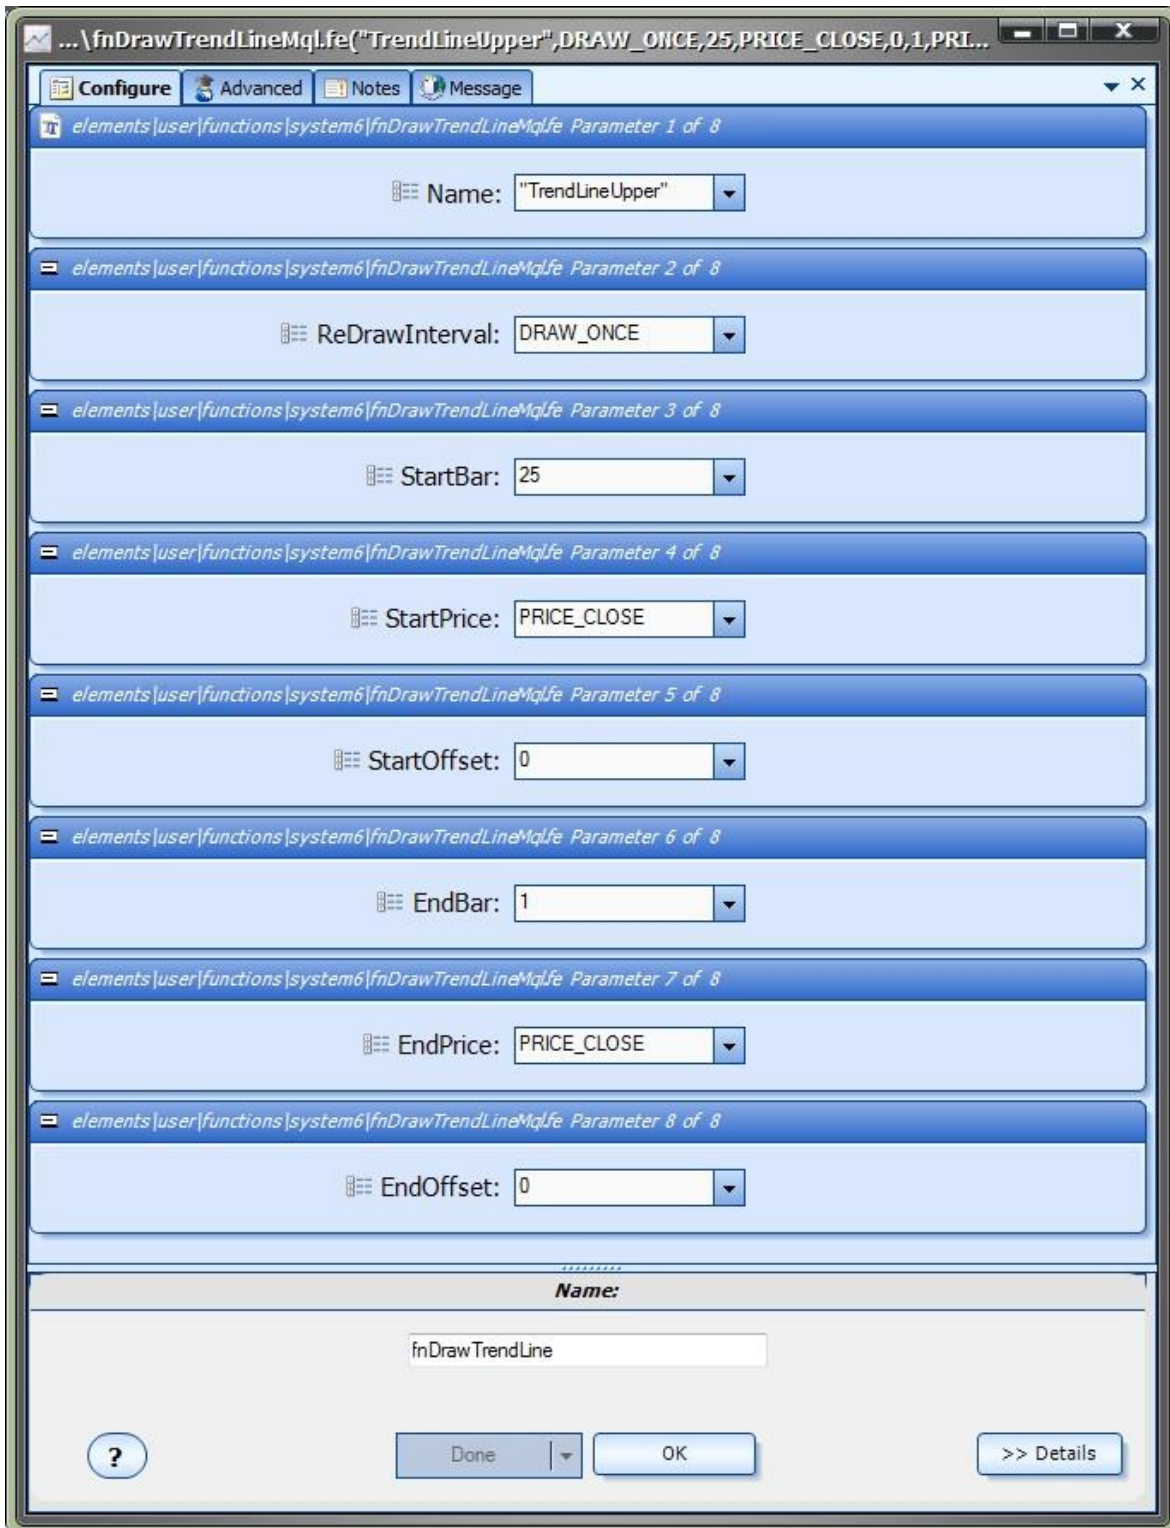 ...\fnDrawTrendLineMql.fe("TrendLineUpper",DRAW_ONCE,25,PRICE_CLOSE,0,1,PRI...
Configure Advanced Notes Message
elements|user|functions|system6|fnDrawTrendLineMql.fe Parameter 1 of 8
Name: "TrendLineUpper"
elements|user|functions|system6|fnDrawTrendLineMql.fe Parameter 2 of 8
ReDrawInterval: DRAW_ONCE
elements|user|functions|system6|fnDrawTrendLineMql.fe Parameter 3 of 8
StartBar: 25
elements|user|functions|system6|fnDrawTrendLineMql.fe Parameter 4 of 8
StartPrice: PRICE_CLOSE
elements|user|functions|system6|fnDrawTrendLineMql.fe Parameter 5 of 8
StartOffset: 0
elements|user|functions|system6|fnDrawTrendLineMql.fe Parameter 6 of 8
EndBar: 1
elements|user|functions|system6|fnDrawTrendLineMql.fe Parameter 7 of 8
EndPrice: PRICE_CLOSE
elements|user|functions|system6|fnDrawTrendLineMql.fe Parameter 8 of 8
EndOffset: 0
Name:
fnDrawTrendLine
? Done OK >> Details